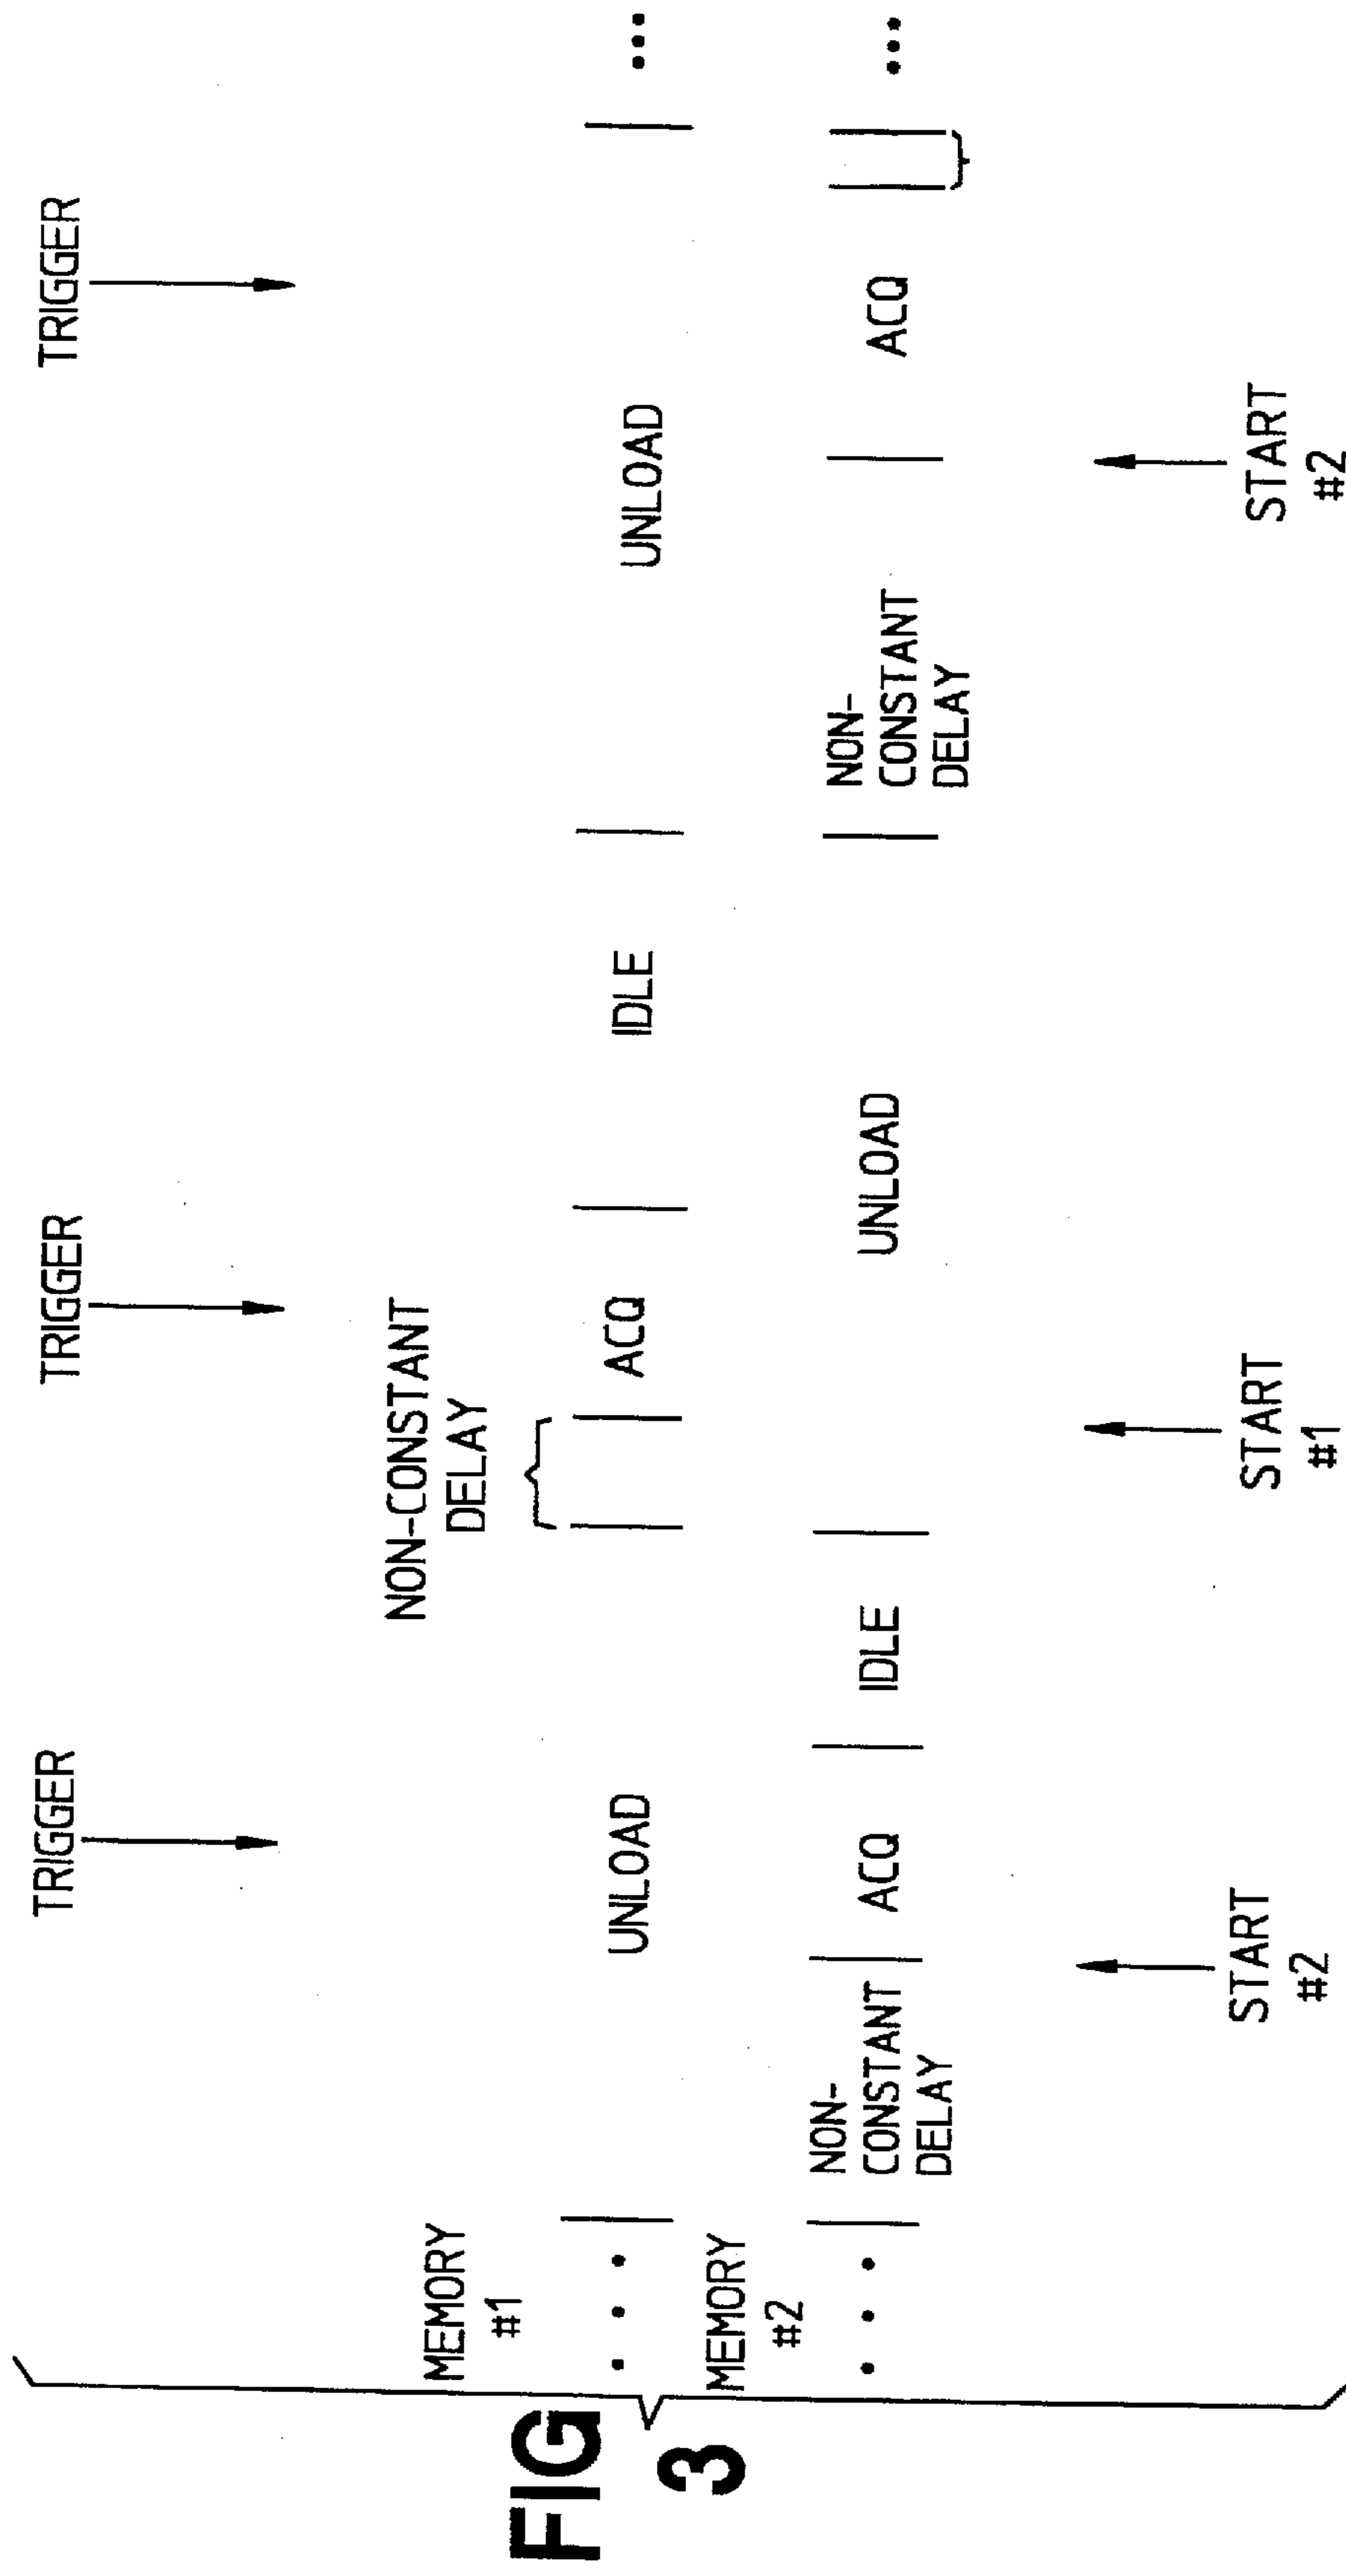 TRIGGER
TRIGGER
TRIGGER
NON-CONSTANT
DELAY
MEMORY
#1
• • •
UNLOAD
ACQ
IDLE
UNLOAD
•••
FIG
3
MEMORY
#2
• • •
NON-
CONSTANT
DELAY
ACQ
IDLE
UNLOAD
NON-
CONSTANT
DELAY
ACQ
•••
START
#2
START
#1
START
#2